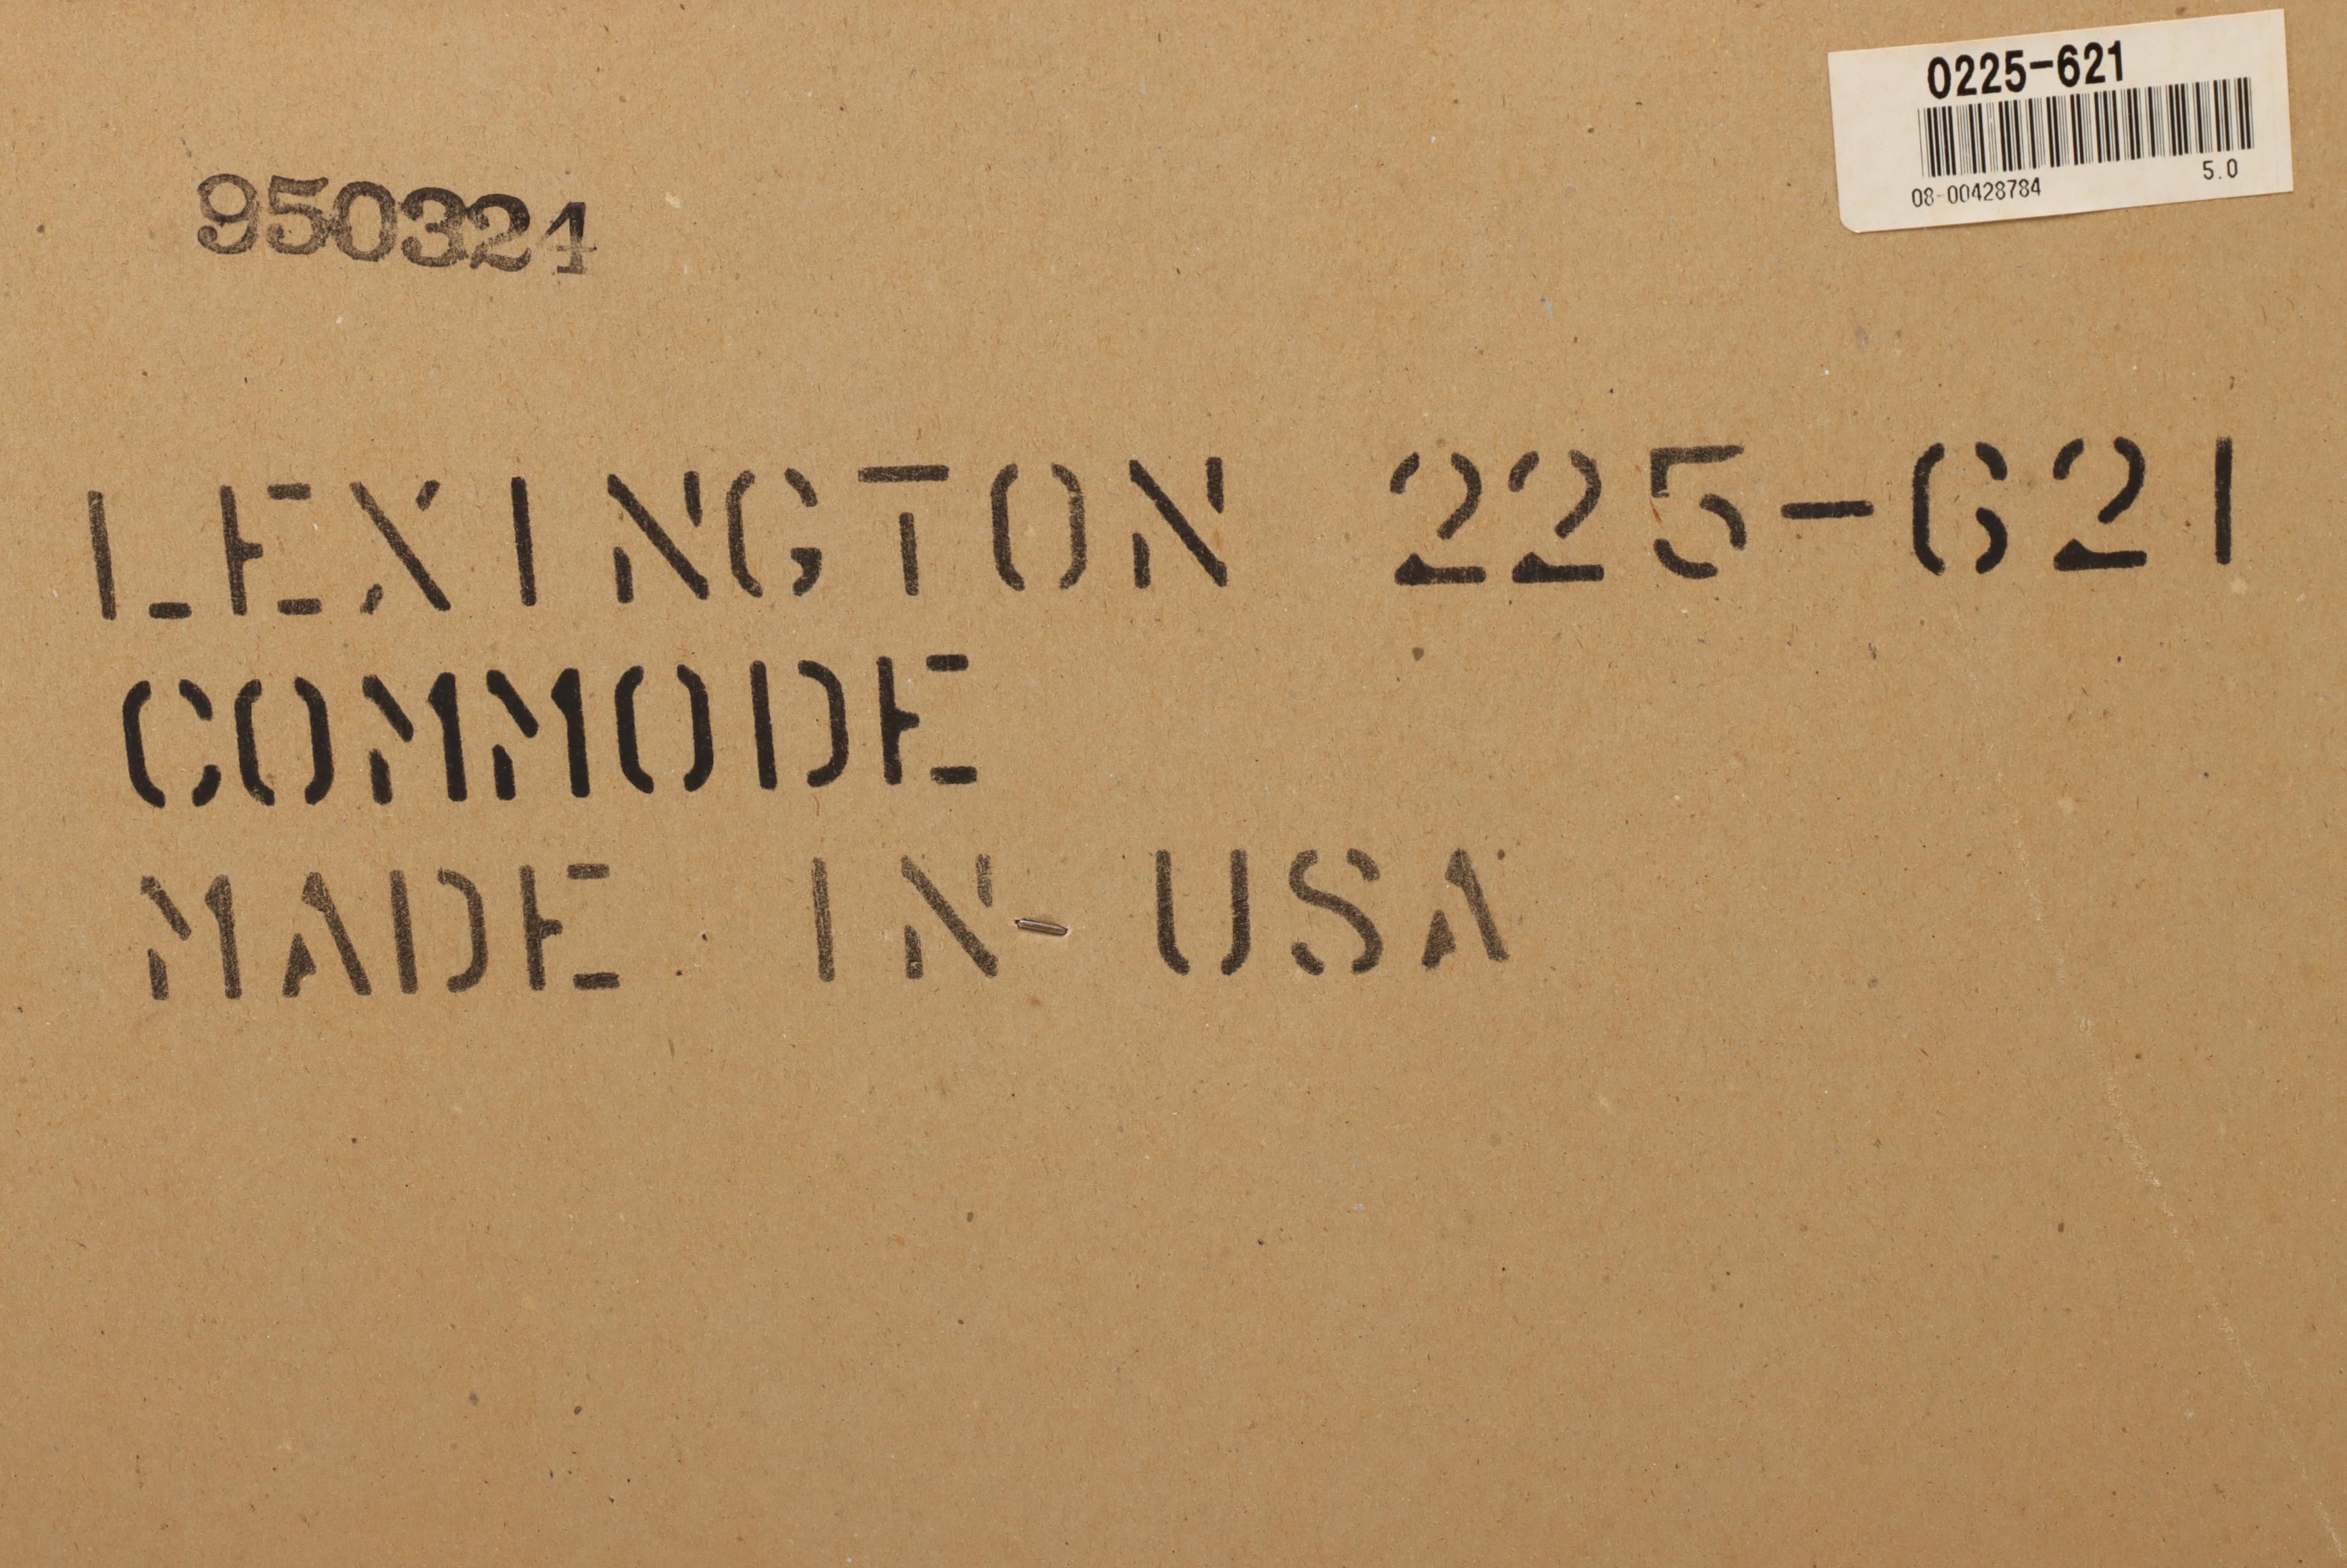 0225-621
08-00428784 5.0
950324
LEXINGTON 225-621
COMMODE
MADE IN USA